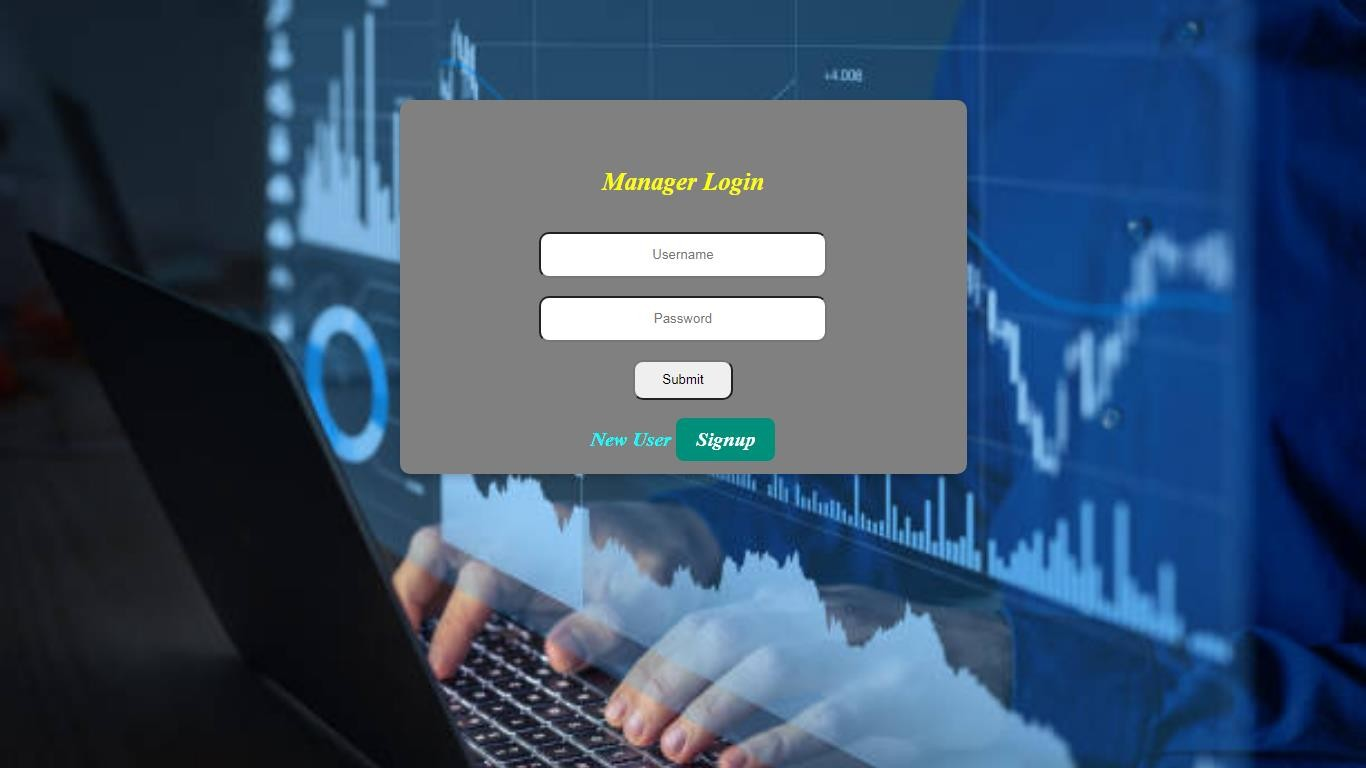 +4.008
Manager Login
Username
Password
Submit
New User Signup